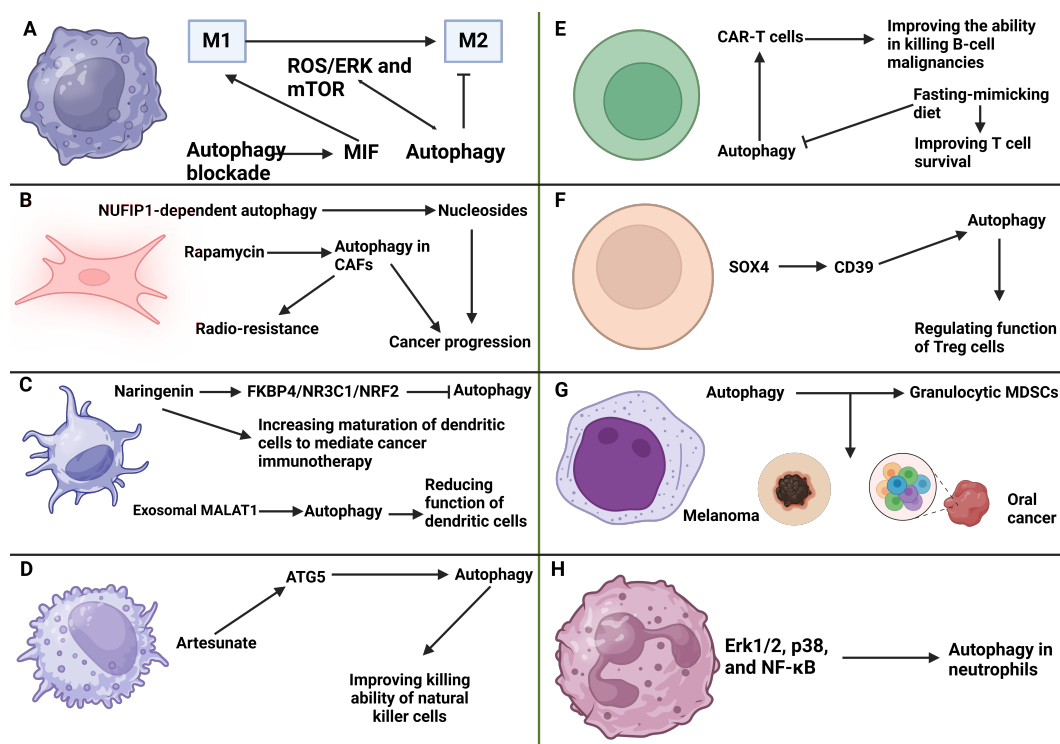 A
M1
M2
ROS/ERK and
mTOR
Autophagy
blockade
MIF
Autophagy
B
NUFIP1-dependent autophagy
Nucleosides
Rapamycin
Autophagy in
CAFs
Radio-resistance
Cancer progression
C
Naringenin
FKBP4/NR3C1/NRF2
Autophagy
Increasing maturation of dendritic
cells to mediate cancer
immunotherapy
Exosomal MALAT1
Autophagy
Reducing
function of
dendritic cells
D
ATG5
Autophagy
Artesunate
Improving killing
ability of natural
killer cells
E
CAR-T cells
Improving the ability
in killing B-cell
malignancies
Fasting-mimicking
diet
Autophagy
Improving T cell
survival
F
Autophagy
SOX4
CD39
Regulating function
of Treg cells
G
Autophagy
Granulocytic MDSCs
Melanoma
Oral
cancer
H
Erk1/2, p38,
and NF-κB
Autophagy in
neutrophils